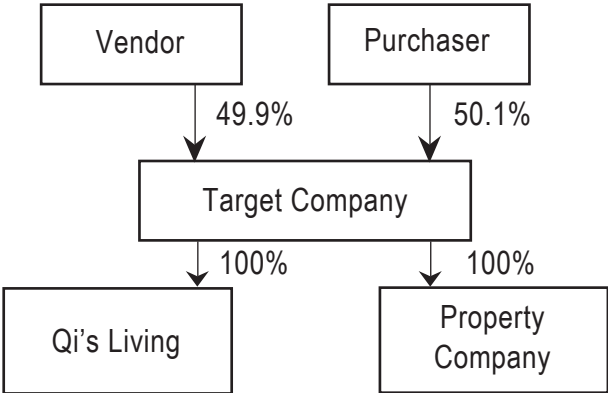 Vendor
Purchaser
49.9%
50.1%
Target Company
100%
100%
Qi’s Living
Property
Company